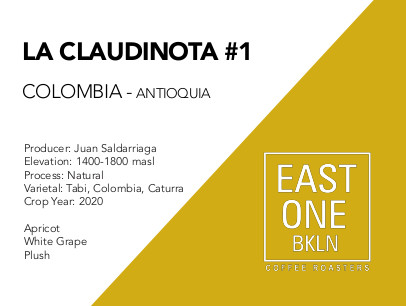 LA CLAUDINOTA #1
COLOMBIA - ANTIOQUIA
Producer: Juan Saldarriaga
Elevation: 1400-1800 masl
Process: Natural
Varietal: Tabi, Colombia, Caturra
Crop Year: 2020
Apricot
White Grape
Plush
EAST
ONE
BKLN
COFFEE ROASTERS